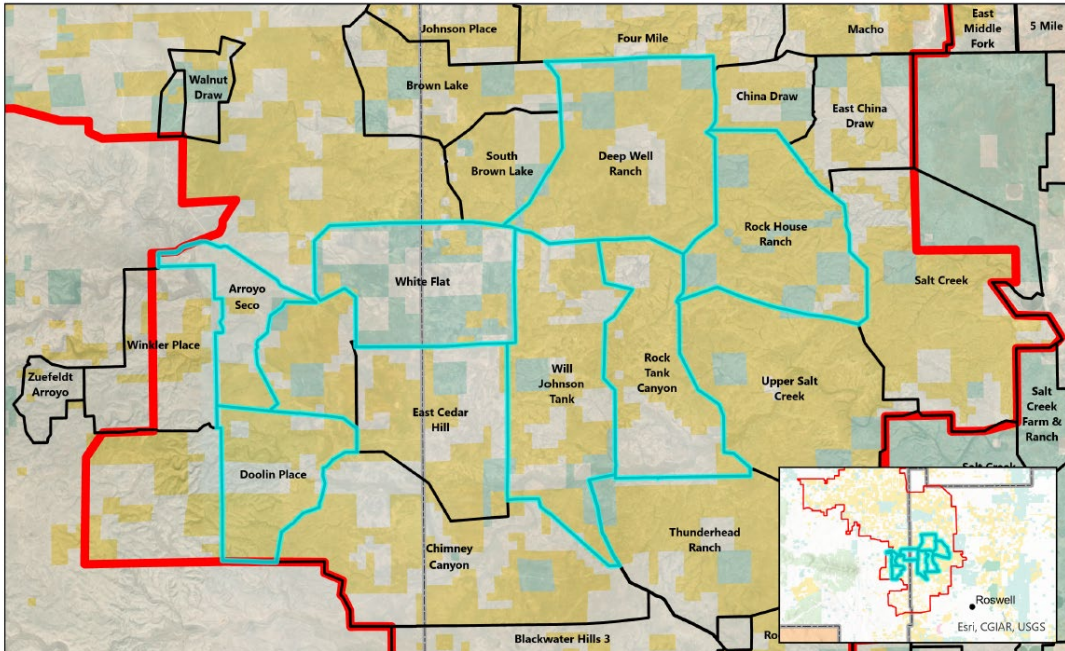 Johnson Place
Four Mile
Macho
East
Middle
Fork
5 Mile
Walnut
Draw
Brown Lake
China Draw
East China
Draw
South
Brown Lake
Deep Well
Ranch
Rock House
Ranch
Arroyo
Seco
White Flat
Salt Creek
Winkler Place
Zuefeldt
Arroyo
Will
Johnson
Tank
Rock
Tank
Canyon
Upper Salt
Creek
East Cedar
Hill
Salt
Creek
Farm &
Ranch
Doolin Place
Salt Creek
Chimney
Canyon
Thunderhead
Ranch
Blackwater Hills 3
Ro
Roswell
Esri, CGIAR, USGS